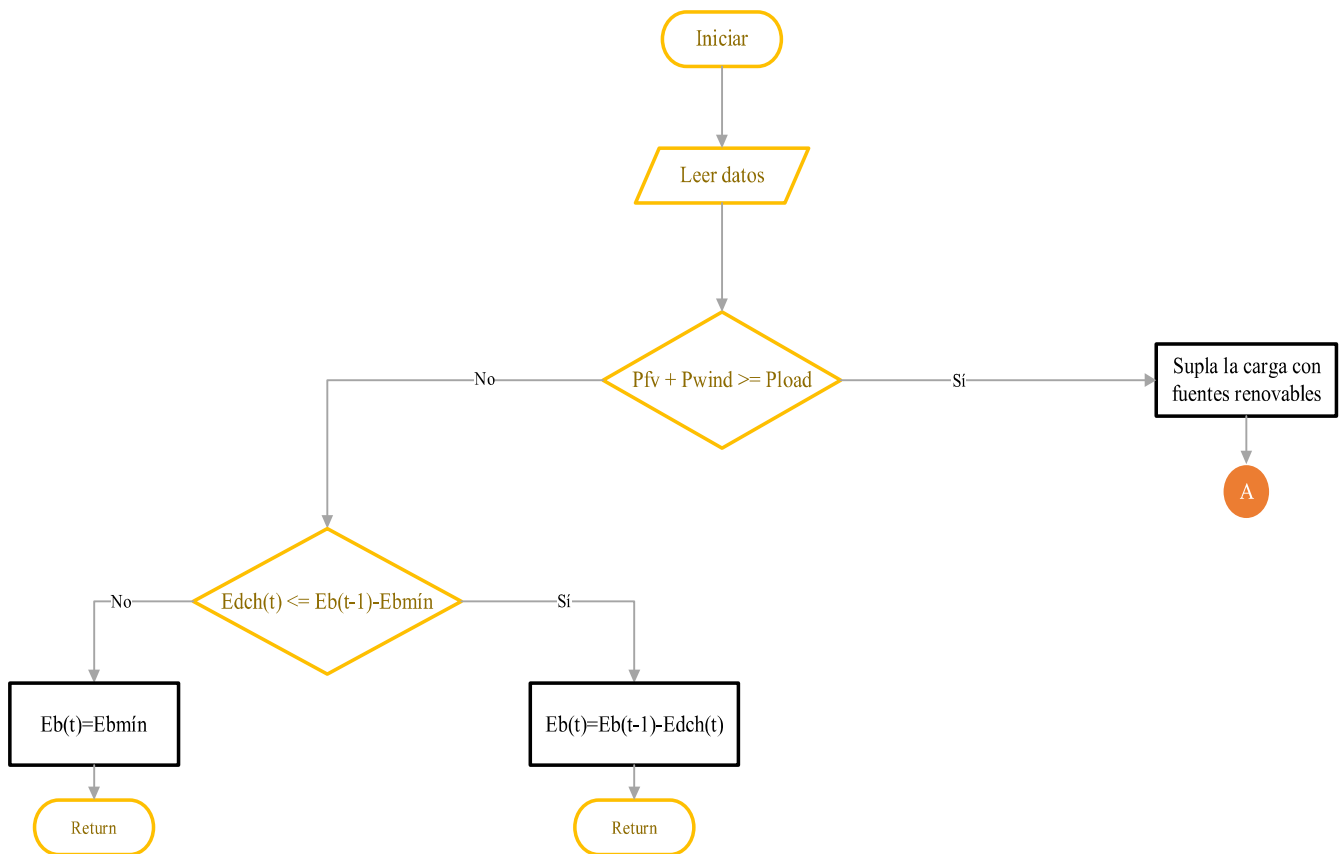 Iniciar
Leer datos
Pfv + Pwind >= Pload
No
Sí
Supla la carga con
fuentes renovables
A
Edch(t) <= Eb(t-1)-Ebmín
No
Sí
Eb(t)=Ebmín
Eb(t)=Eb(t-1)-Edch(t)
Return
Return